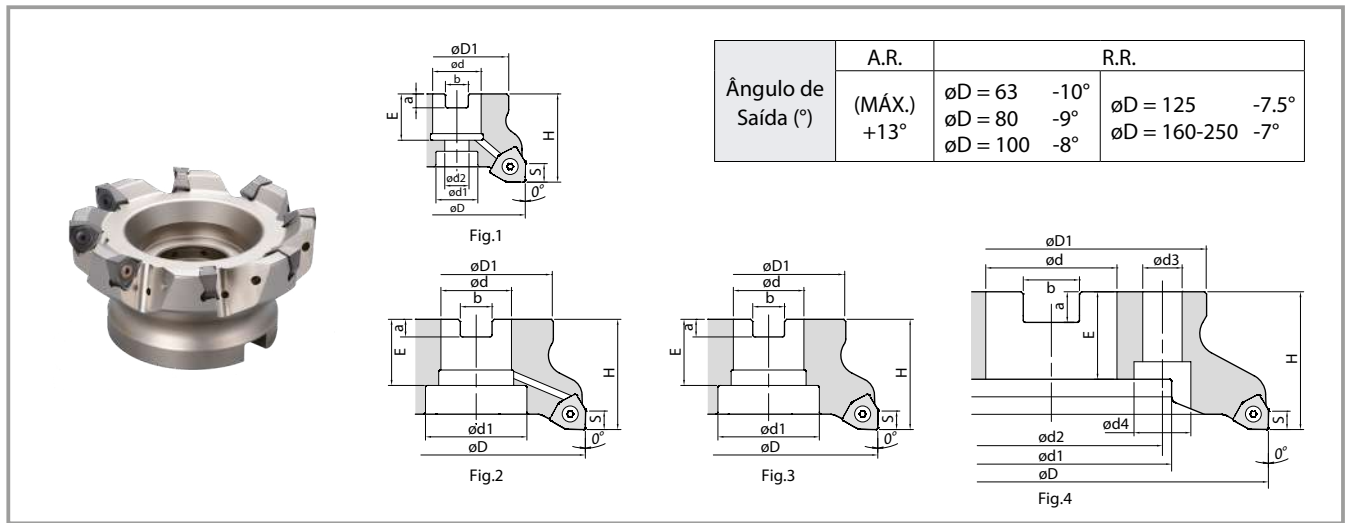 A.R.
R.R.
Ângulo de
Saída (°)
(MÁX.)
+13°
øD = 63 -10°
øD = 80 -9°
øD = 100 -8°
øD = 125 -7.5°
øD = 160-250 -7°
øD1
ød
b
a
E
H
S
ød2
ød1
0°
øD
Fig.1
øD1
ød
b
a
E
H
S
ød1
0°
øD
Fig.2
øD1
ød
b
a
E
H
S
ød1
0°
øD
Fig.3
øD1
ød
ød3
b
a
E
H
S
ød4
ød2
ød1
0°
øD
Fig.4